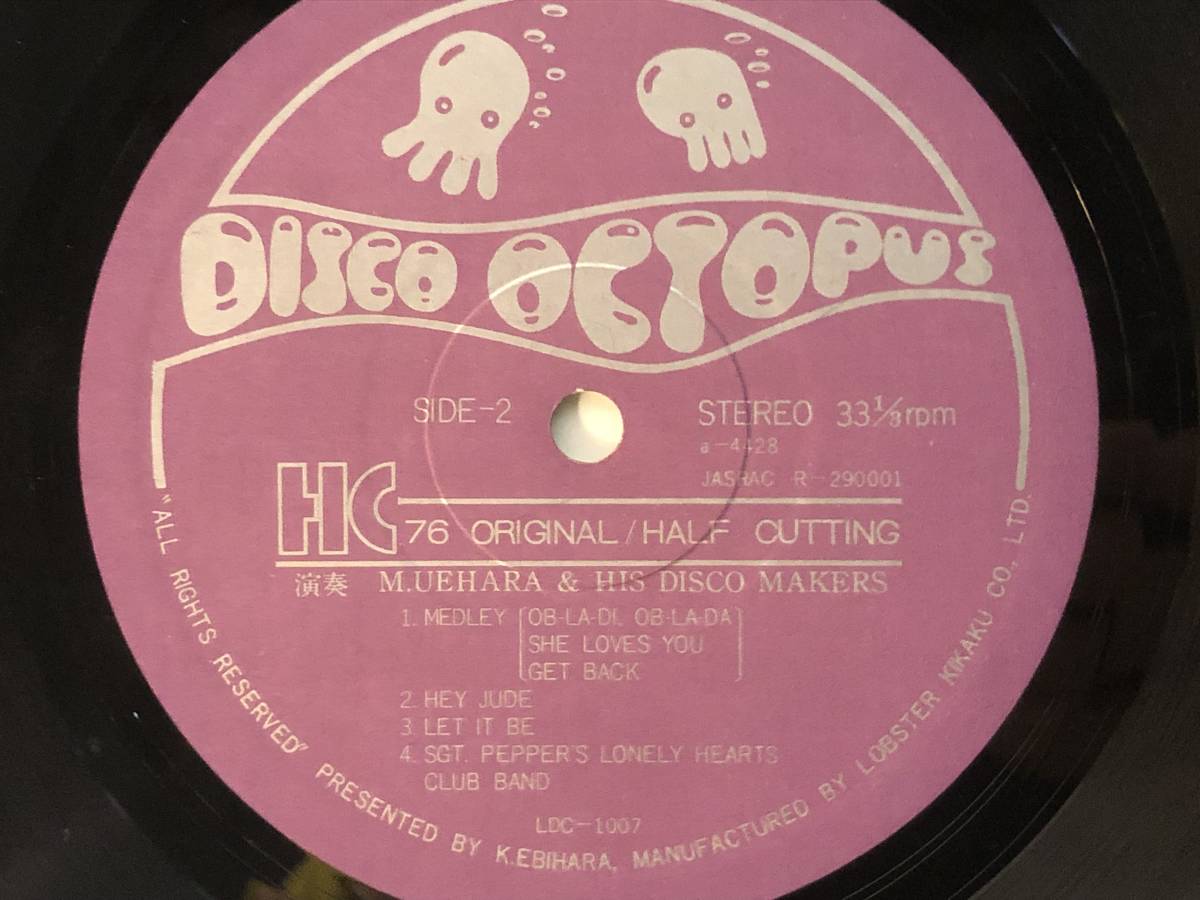 DISCO OCTOPUS
SIDE-2
STEREO 33⅓rpm
a-4428
JASRAC R-290001
HC 76 ORIGINAL/HALF CUTTING
演奏 M.UEHARA & HIS DISCO MAKERS
1. MEDLEY [OB-LA-DI, OB-LA-DA
SHE LOVES YOU
GET BACK]
2. HEY JUDE
3. LET IT BE
4. SGT. PEPPER'S LONELY HEARTS
CLUB BAND
LDC-1007
"ALL RIGHTS RESERVED" PRESENTED BY K.EBIHARA, MANUFACTURED BY LOBSTER KIKAKU CO., LTD.